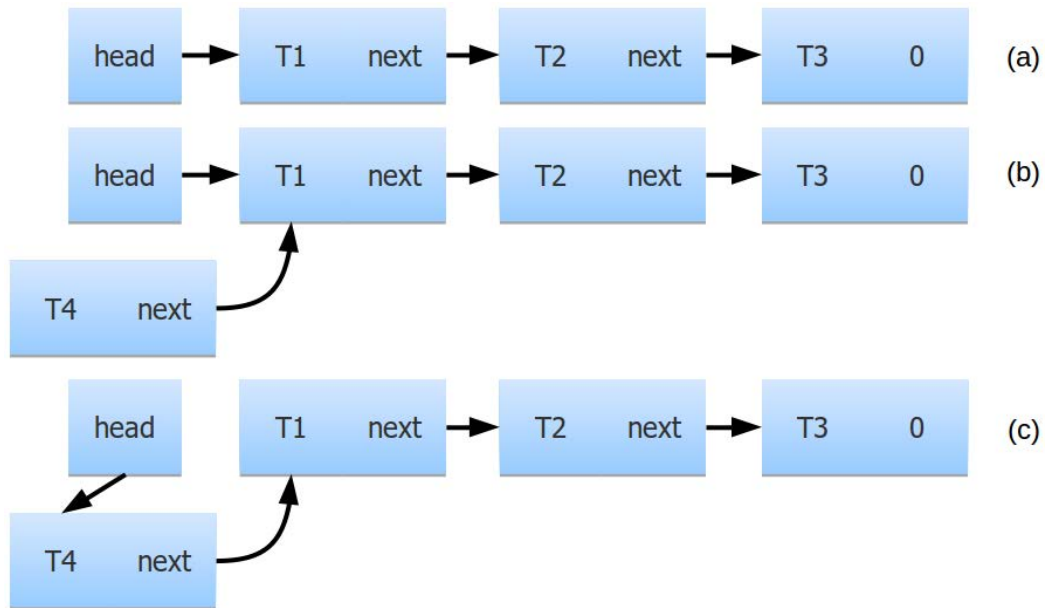 head T1 next T2 next T3 0 (a)
head T1 next T2 next T3 0 (b)
T4 next
head T1 next T2 next T3 0 (c)
T4 next